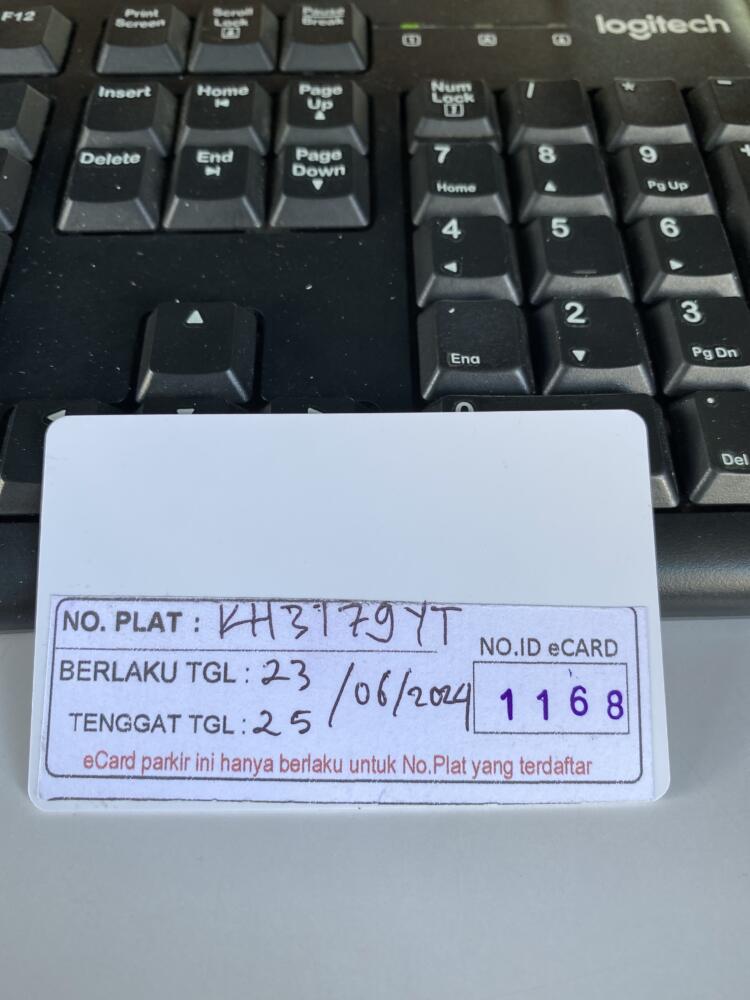 F12 Print Screen Scroll Lock Pause Break logitech
Insert Home Page Up Num Lock / *
Delete End Page Down 7 Home 8 9 Pg Up
4 5 6
End 2 3 Pg Dn
0 . Del
NO. PLAT : KH3179YT
NO.ID eCARD
BERLAKU TGL : 23
/06/2024
1168
TENGGAT TGL : 25
eCard parkir ini hanya berlaku untuk No.Plat yang terdaftar